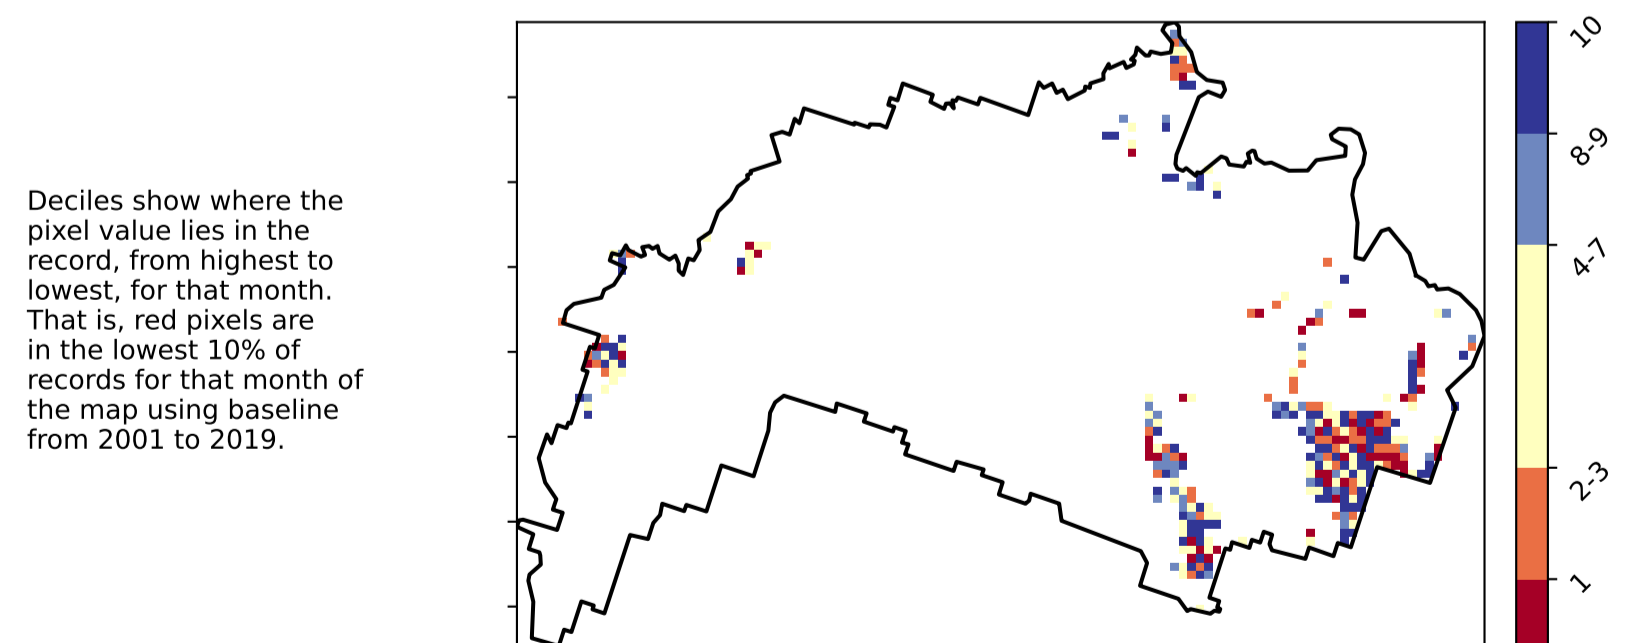 Deciles show where the
pixel value lies in the
record, from highest to
lowest, for that month.
That is, red pixels are
in the lowest 10% of
records for that month of
the map using baseline
from 2001 to 2019.
10
8-9
4-7
2-3
1